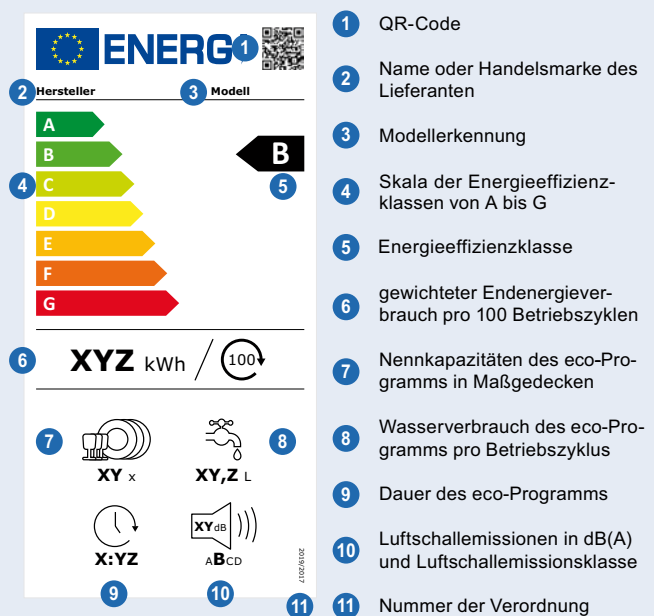 ENERG
1
2 Hersteller 3 Modell
A
B
4 C
D
E
F
G
B
5
6 XYZ kWh / 100
7 8
XY x XY,Z L
XYdB
X:YZ ABCD
9 10
2019/2017
11
1 QR-Code
2 Name oder Handelsmarke des
Lieferanten
3 Modellerkennung
4 Skala der Energieeffizienz-
klassen von A bis G
5 Energieeffizienzklasse
6 gewichteter Endenergiever-
brauch pro 100 Betriebszyklen
7 Nennkapazitäten des eco-Pro-
gramms in Maßgedecken
8 Wasserverbrauch des eco-Pro-
gramms pro Betriebszyklus
9 Dauer des eco-Programms
10 Luftschallemissionen in dB(A)
und Luftschallemissionsklasse
11 Nummer der Verordnung